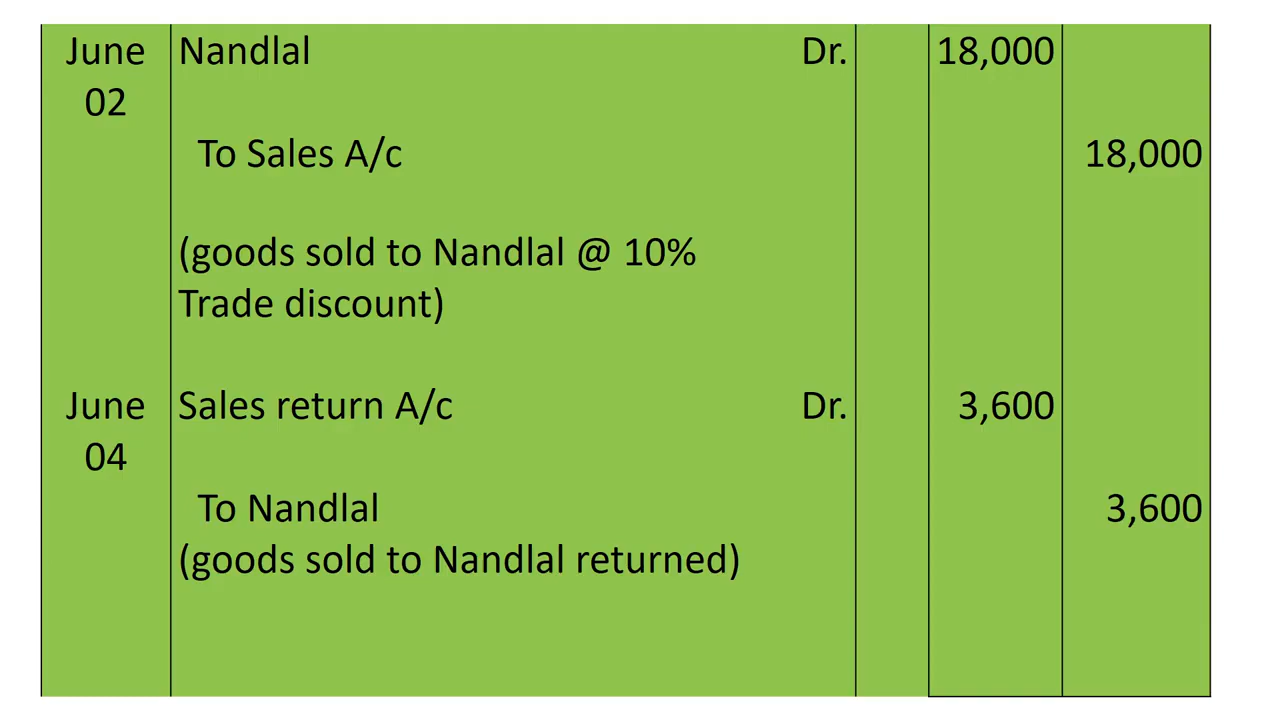 June Nandlal Dr. 18,000
02
To Sales A/c 18,000
(goods sold to Nandlal @ 10%
Trade discount)
June Sales return A/c Dr. 3,600
04
To Nandlal 3,600
(goods sold to Nandlal returned)